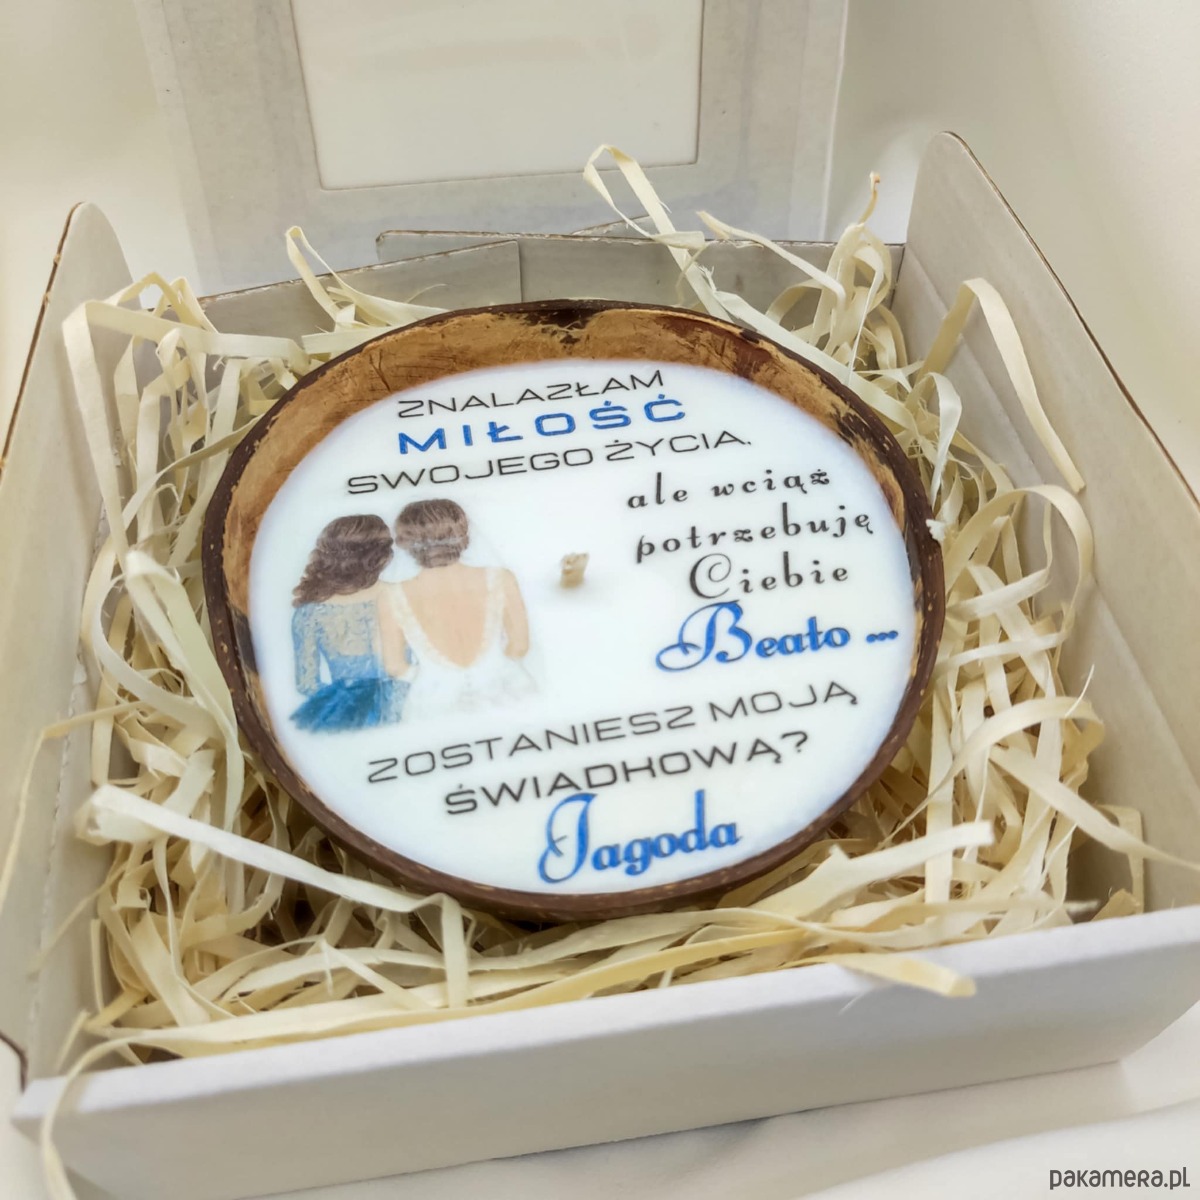 ZNALAZŁAM
MIŁOŚĆ
SWOJEGO ŻYCIA,
ale wciąż
potrzebuję
Ciebie
Beato ...
ZOSTANIESZ MOJĄ
ŚWIADKOWĄ?
Jagoda
pakamera.pl